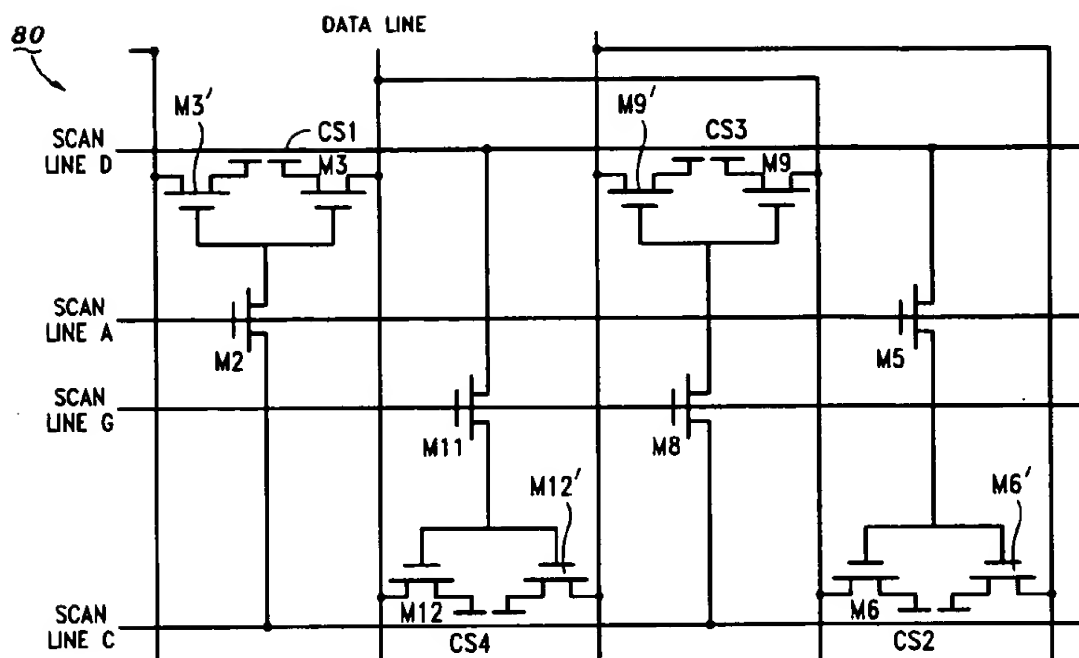 80
DATA LINE
M3'
M9'
SCAN
LINE D
CS1
M3
CS3
M9
SCAN
LINE A
M2
M5
SCAN
LINE G
M11
M8
M12'
M6'
SCAN
LINE C
M12
CS4
M6
CS2